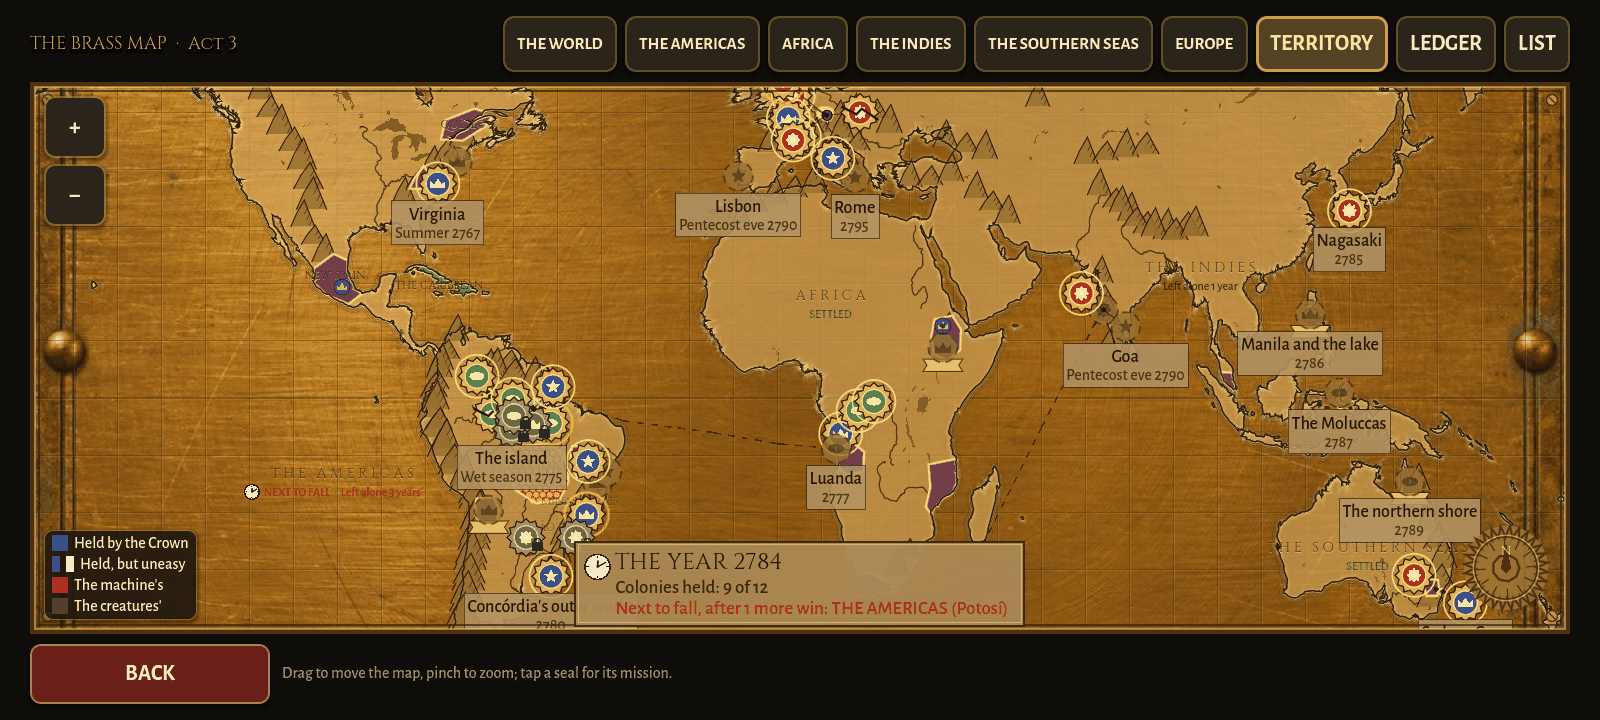 THE BRASS MAP · ACT 3
THE WORLD
THE AMERICAS
AFRICA
THE INDIES
THE SOUTHERN SEAS
EUROPE
TERRITORY
LEDGER
LIST
+
−
Virginia
Summer 2767
Lisbon
Pentecost eve 2790
Rome
2795
Nagasaki
2785
THE INDIES
Left alone 1 year
AFRICA
SETTLED
THE CARIBBEAN
Goa
Pentecost eve 2790
Manila and the lake
2786
The Moluccas
2787
The island
Wet season 2775
THE AMERICAS
NEXT TO FALL Left alone 3 years
Luanda
2777
The northern shore
2789
THE SOUTHERN SEAS
SETTLED
N
Held by the Crown
Held, but uneasy
The machine's
The creatures'
Concórdia's out
2780
THE YEAR 2784
Colonies held: 9 of 12
Next to fall, after 1 more win: THE AMERICAS (Potosí)
BACK
Drag to move the map, pinch to zoom; tap a seal for its mission.